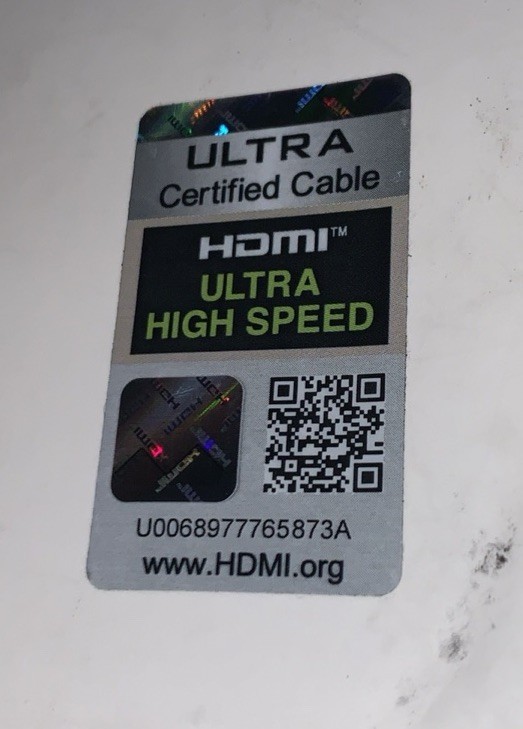 ULTRA
Certified Cable
HDMI™
ULTRA
HIGH SPEED
U0068977765873A
www.HDMI.org